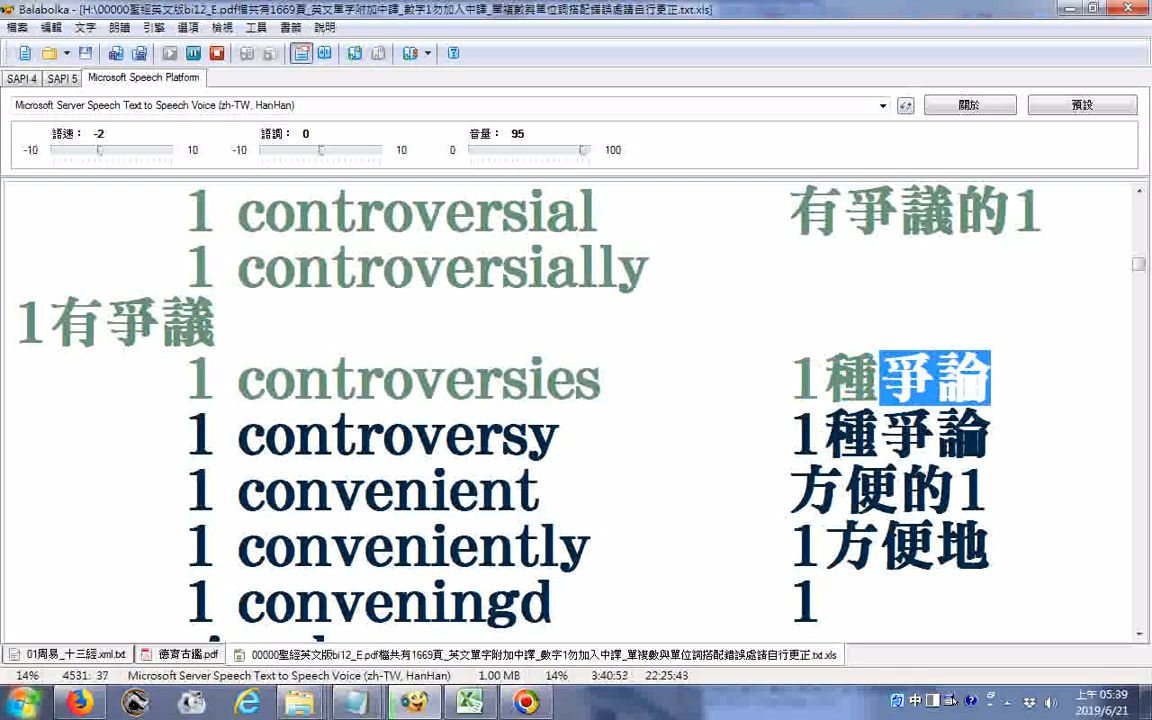 Balabolka - [H:\00000聖經英文版bi12_E.pdf檔共有1669頁_英文單字附加中譯_數字1勿加入中譯_單複數與單位詞搭配錯誤處請自行更正.txt.xls]
檔案 編輯 文字 朗讀 引擎 選項 檢視 工具 書籤 說明
SAPI 4 SAPI 5 Microsoft Speech Platform
Microsoft Server Speech Text to Speech Voice (zh-TW, HanHan) 關於 預設
語速： -2 語調： 0 音量： 95
-10 10 -10 10 0 100
1 controversial 有爭議的1
1 controversially
1有爭議
1 controversies 1種爭論
1 controversy 1種爭論
1 convenient 方便的1
1 conveniently 1方便地
1 conveningd 1
01周易_十三經.xml.txt 德育古鑑.pdf 00000聖經英文版bi12_E.pdf檔共有1669頁_英文單字附加中譯_數字1勿加入中譯_單複數與單位詞搭配錯誤處請自行更正.txt.xls
14% 4531: 37 Microsoft Server Speech Text to Speech Voice (zh-TW, HanHan) 1.00 MB 14% 3:40:53 22:25:43
中
上午 05:39
2019/6/21